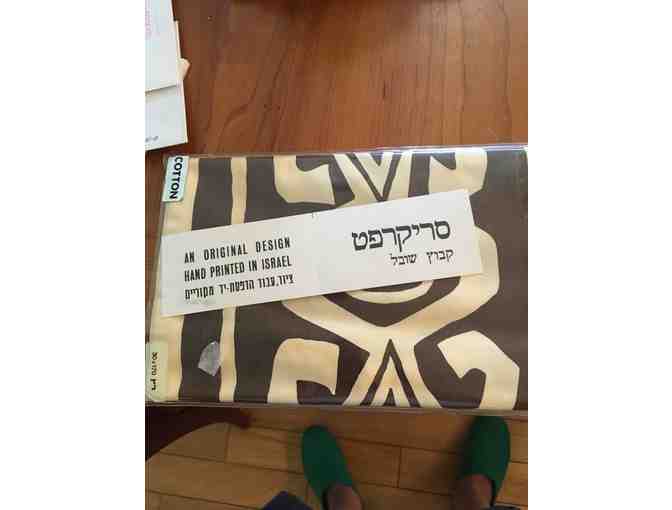 COTTON
AN ORIGINAL DESIGN
HAND PRINTED IN ISRAEL
ציור, עבוד הדפסת-יד מקוריים
סריקרפט
קבוץ שובל